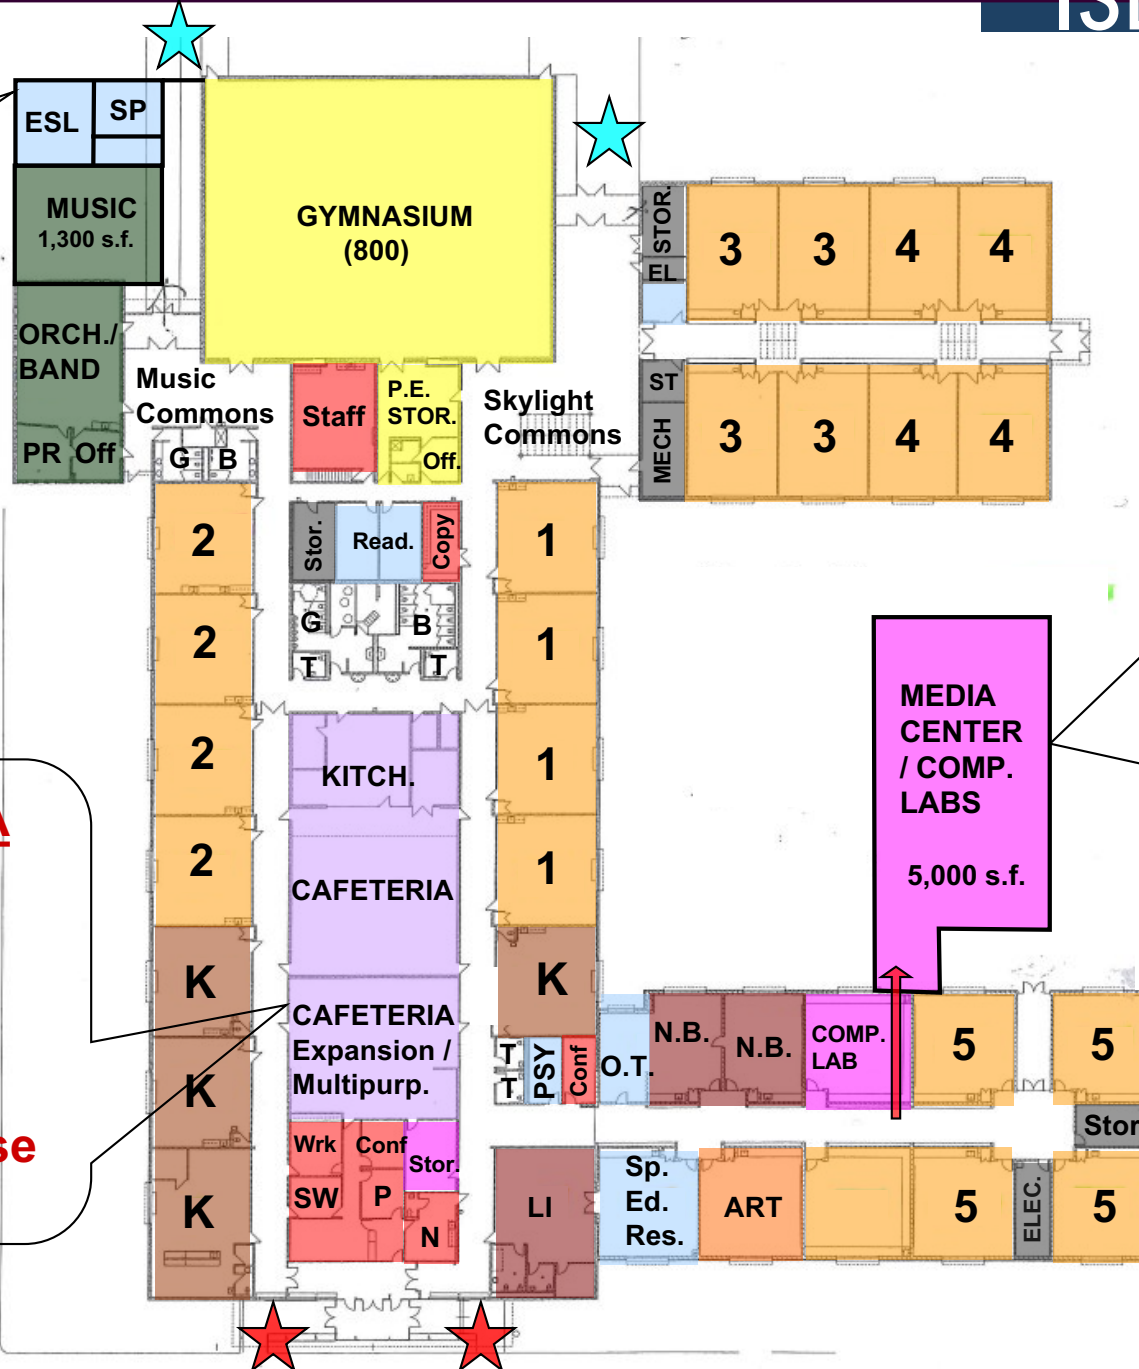 ESL
SP
MUSIC
1,300 s.f.
GYMNASIUM
(800)
STOR.
EL
3
3
4
4
ORCH./
BAND
PR
Off
Music
Commons
G
B
Staff
P.E.
STOR.
Off.
Skylight
Commons
ST
MECH
3
3
4
4
2
Stor.
Read.
Copy
1
2
G
B
T
T
1
2
KITCH.
1
MEDIA
CENTER
/ COMP.
LABS
5,000 s.f.
2
CAFETERIA
1
K
CAFETERIA
Expansion /
Multipurp.
K
K
T
T
PSY
Conf
O.T.
N.B.
N.B.
COMP.
LAB
5
5
Stor
K
Wrk
Conf
Stor.
SW
P
N
LI
Sp.
Ed.
Res.
ART
5
ELEC.
5